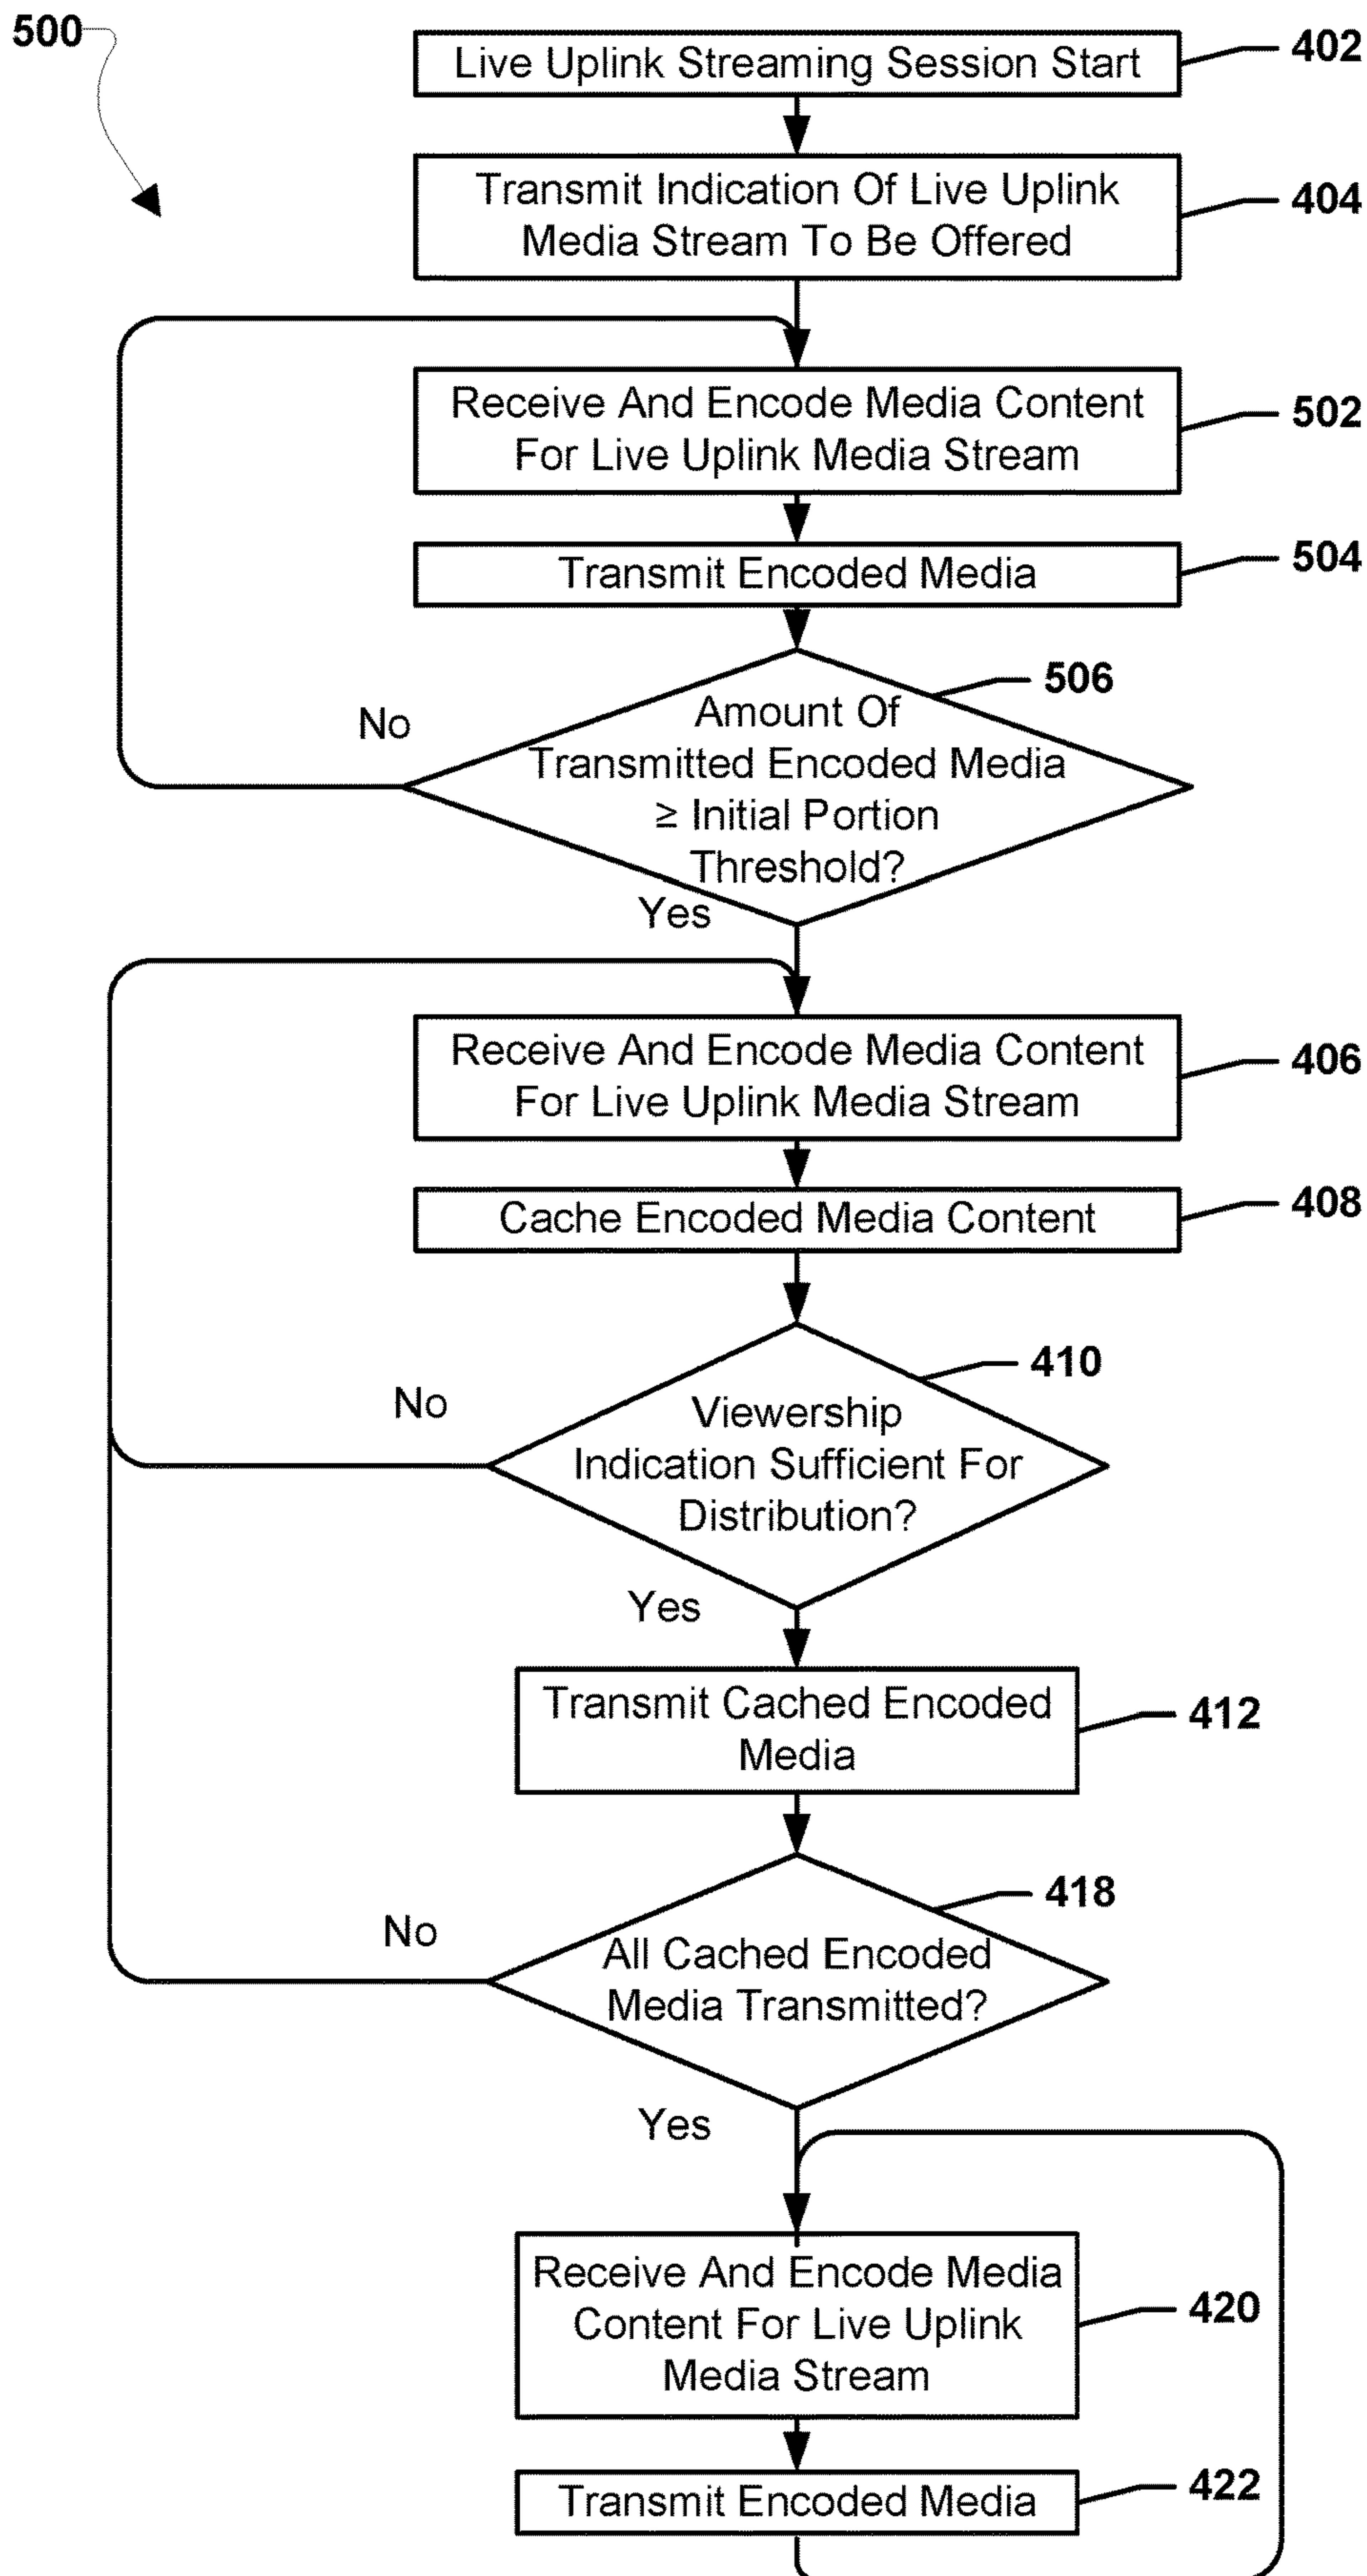 500
Live Uplink Streaming Session Start
402
Transmit Indication Of Live Uplink
Media Stream To Be Offered
404
Receive And Encode Media Content
For Live Uplink Media Stream
502
Transmit Encoded Media
504
506
Amount Of
Transmitted Encoded Media
≥ Initial Portion
Threshold?
No
Yes
Receive And Encode Media Content
For Live Uplink Media Stream
406
Cache Encoded Media Content
408
410
Viewership
Indication Sufficient For
Distribution?
No
Yes
Transmit Cached Encoded
Media
412
418
All Cached Encoded
Media Transmitted?
No
Yes
Receive And Encode Media
Content For Live Uplink
Media Stream
420
Transmit Encoded Media
422